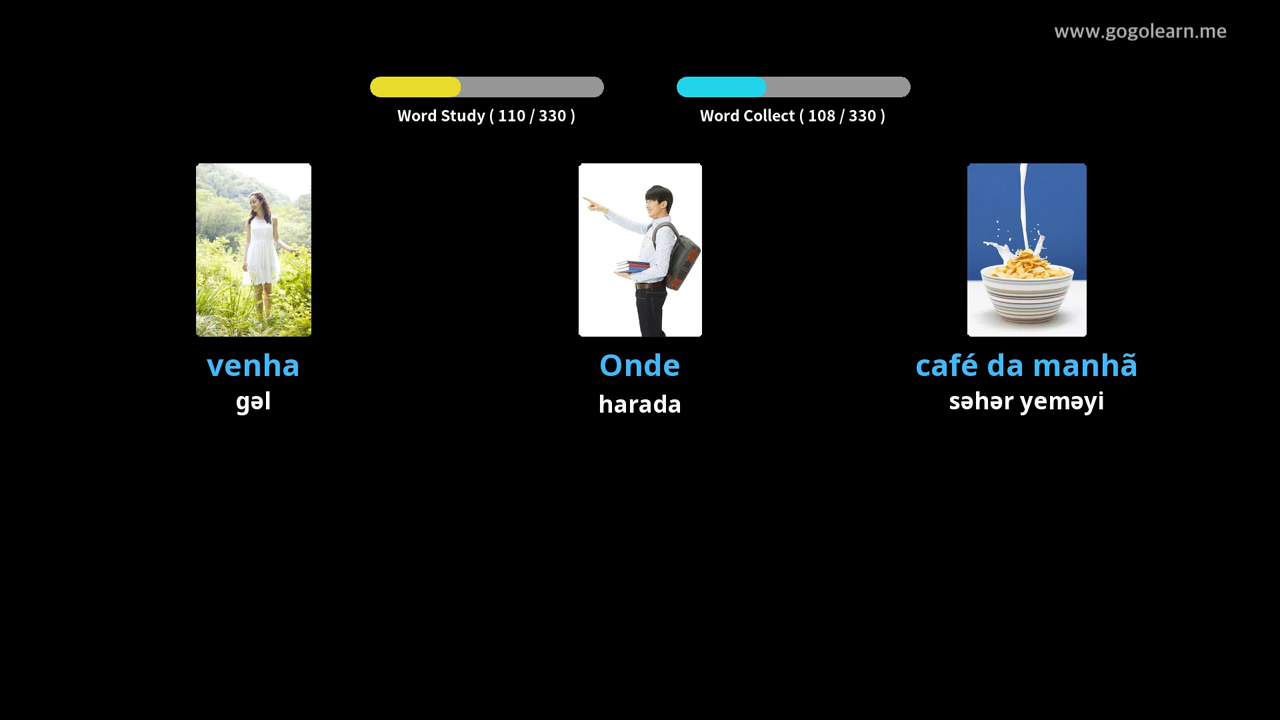 www.gogolearn.me
Word Study ( 110 / 330 )
Word Collect ( 108 / 330 )
venha
Onde
café da manhã
gəl
harada
səhər yeməyi